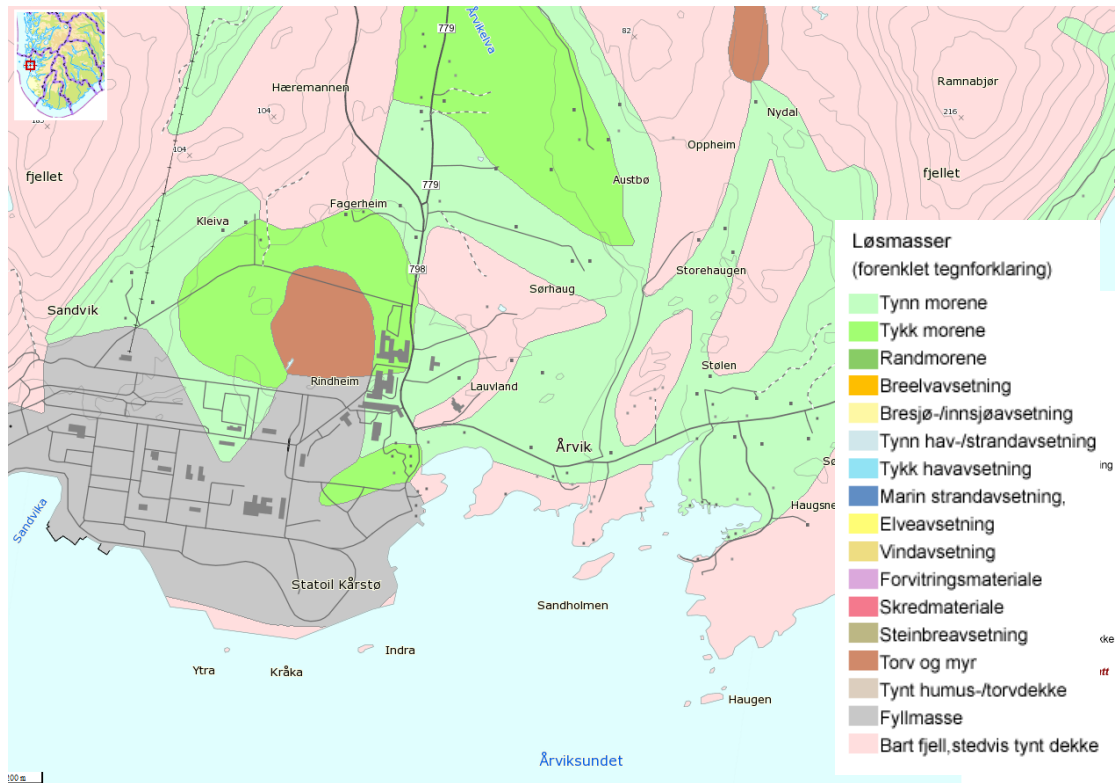 779
Årvikelva
82
Hæremannen
Ramnabjør
104
216
Nydal
104
Oppheim
fjellet
fjellet
779
Austbø
Fagerheim
Kleiva
798
Storehaugen
Sørhaug
Sandvik
Rindheim
Lauvland
Stølen
Årvik
Haugsne
Sandvika
Statoil Kårstø
Sandholmen
Ytra
Kråka
Indra
Haugen
Årviksundet
200 m
Løsmasser
(forenklet tegnforklaring)
Tynn morene
Tykk morene
Randmorene
Breelvavsetning
Bresjø-/innsjøavsetning
Tynn hav-/strandavsetning
Tykk havavsetning
Marin strandavsetning,
Elveavsetning
Vindavsetning
Forvitringsmateriale
Skredmateriale
Steinbreavsetning
Torv og myr
Tynt humus-/torvdekke
Fyllmasse
Bart fjell,stedvis tynt dekke